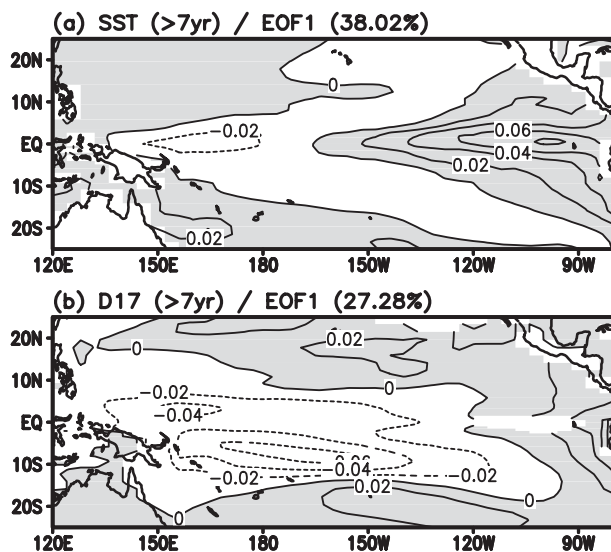 (a) SST (>7yr) / EOF1 (38.02%)
20N
10N
EQ
10S
20S
0
-0.02
0.06
0.04
0.02
0.02
120E 150E 180 150W 120W 90W
(b) D17 (>7yr) / EOF1 (27.28%)
20N
10N
EQ
10S
20S
0
0.02
0
-0.02
-0.04
-0.04
-0.02
-0.02
0.02
0
0
120E 150E 180 150W 120W 90W